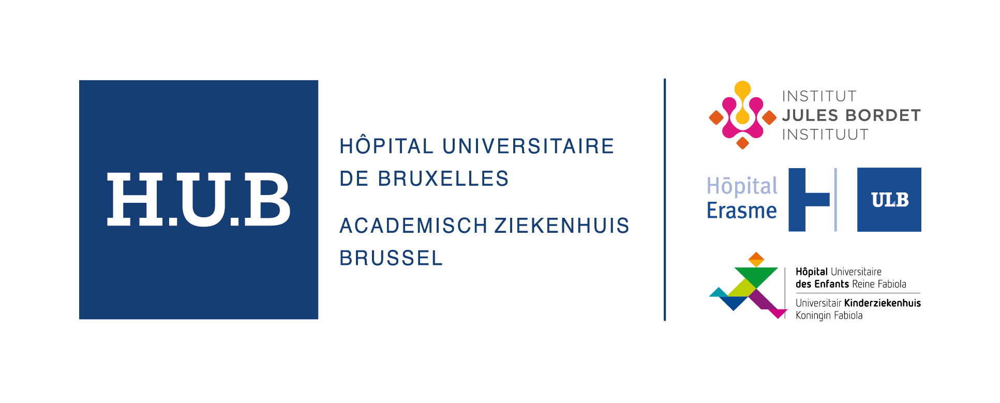 H.U.B
HÔPITAL UNIVERSITAIRE
DE BRUXELLES
ACADEMISCH ZIEKENHUIS
BRUSSEL
INSTITUT
JULES BORDET
INSTITUUT
Hōpital
Erasme
H
ULB
Hôpital Universitaire
des Enfants Reine Fabiola
Universitair Kinderziekenhuis
Koningin Fabiola